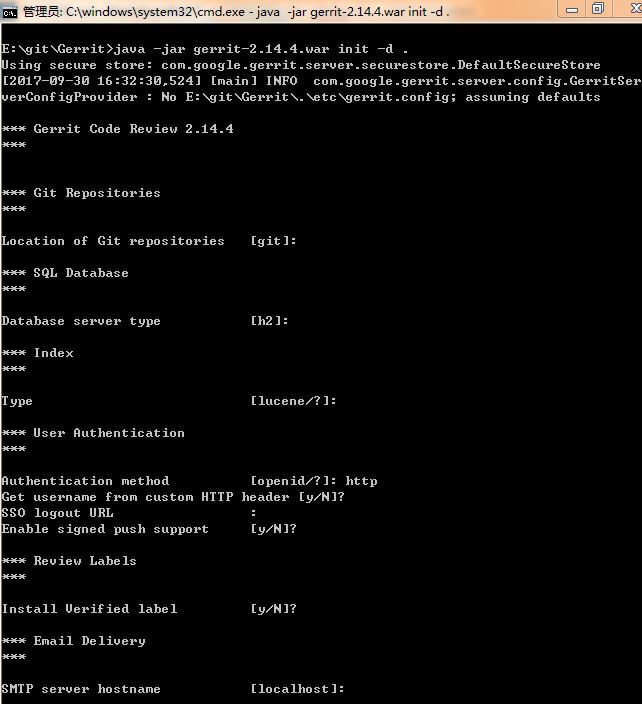 管理员: C:\windows\system32\cmd.exe - java  -jar gerrit-2.14.4.war init -d .
E:\git\Gerrit>java -jar gerrit-2.14.4.war init -d .
Using secure store: com.google.gerrit.server.securestore.DefaultSecureStore
[2017-09-30 16:32:30,524] [main] INFO  com.google.gerrit.server.config.GerritSer
verConfigProvider : No E:\git\Gerrit\.\etc\gerrit.config; assuming defaults
*** Gerrit Code Review 2.14.4
***
*** Git Repositories
***
Location of Git repositories   [git]:
*** SQL Database
***
Database server type           [h2]:
*** Index
***
Type                           [lucene/?]:
*** User Authentication
***
Authentication method          [openid/?]: http
Get username from custom HTTP header [y/N]?
SSO logout URL                 :
Enable signed push support     [y/N]?
*** Review Labels
***
Install Verified label         [y/N]?
*** Email Delivery
***
SMTP server hostname           [localhost]: